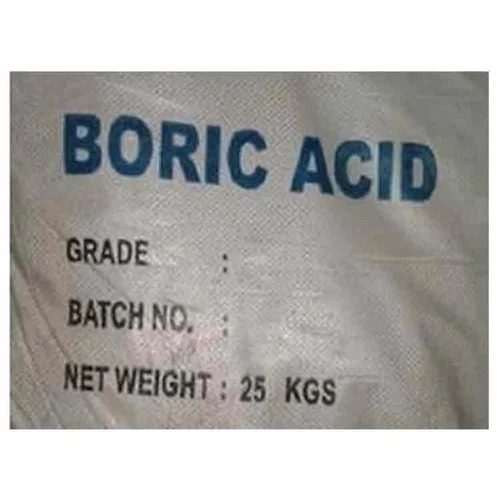 BORIC ACID
GRADE :
BATCH NO. :
NET WEIGHT : 25 KGS